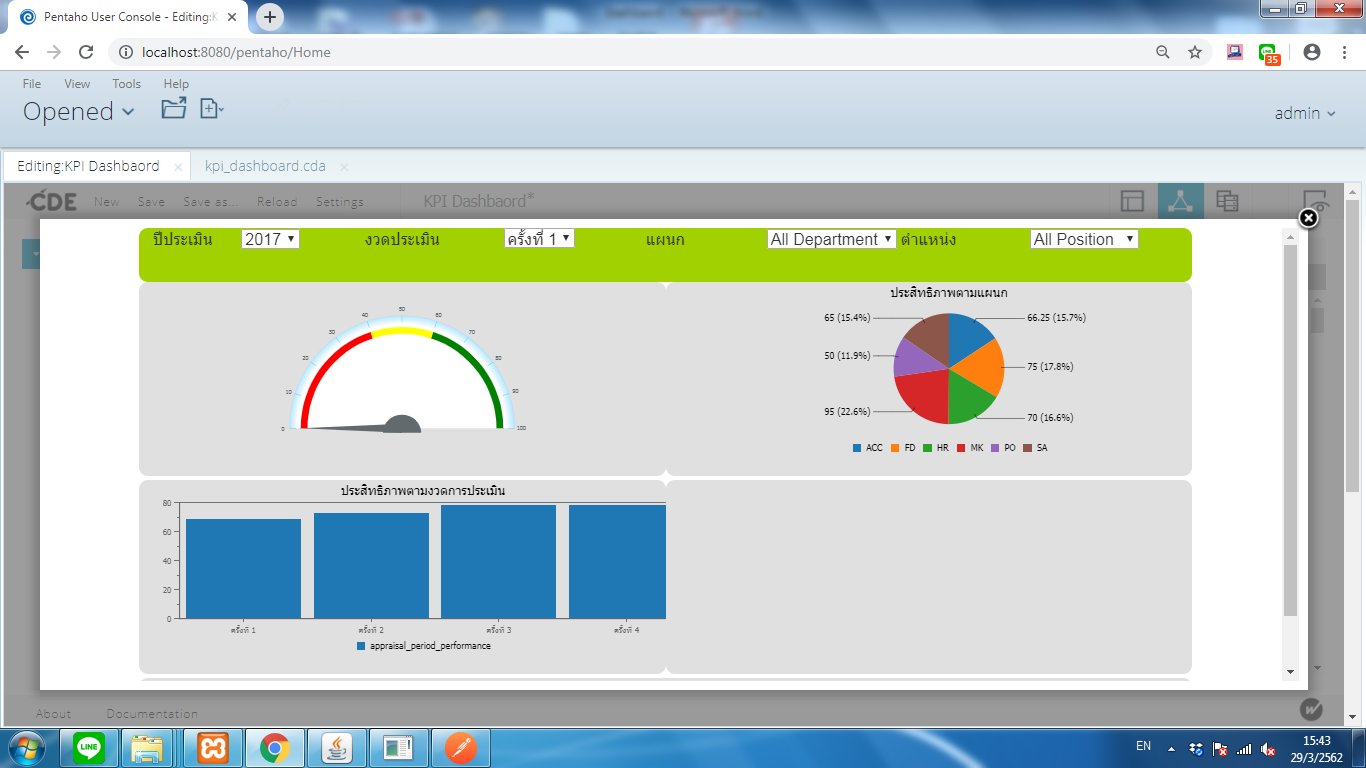 Pentaho User Console - Editing:K
localhost:8080/pentaho/Home
35
File View Tools Help
Opened
admin
Editing:KPI Dashbaord
kpi_dashboard.cda
CDE New Save Save as... Reload Settings KPI Dashbaord*
ปีประเมิน 2017 งวดประเมิน ครั้งที่ 1 แผนก All Department ตำแหน่ง All Position
0 10 20 30 40 50 60 70 80 90 100
ประสิทธิภาพตามแผนก
65 (15.4%) 66.25 (15.7%)
50 (11.9%) 75 (17.8%)
95 (22.6%) 70 (16.6%)
ACC FD HR MK PO SA
ประสิทธิภาพตามงวดการประเมิน
80
60
40
20
0
ครั้งที่ 1 ครั้งที่ 2 ครั้งที่ 3 ครั้งที่ 4
appraisal_period_performance
About Documentation
LINE
EN
15:43
29/3/2562